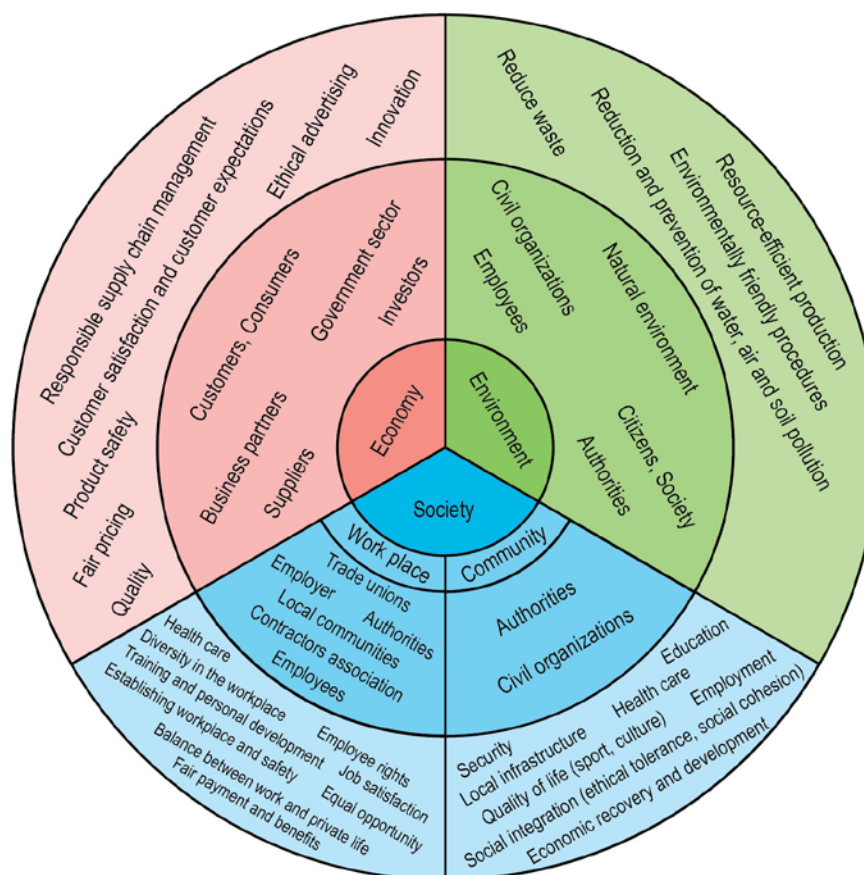 Responsible supply chain management
Customer satisfaction and customer expectations
Ethical advertising
Innovation
Product safety
Fair pricing
Quality
Customers, Consumers
Government sector
Investors
Business partners
Suppliers
Economy
Reduce waste
Resource-efficient production
Environmentally friendly procedures
Reduction and prevention of water, air and soil pollution
Civil organizations
Employees
Natural environment
Citizens, Society
Authorities
Environment
Society
Work place
Community
Trade unions
Employer
Authorities
Local communities
Contractors association
Employees
Authorities
Civil organizations
Health care
Diversity in the workplace
Training and personal development
Establishing workplace and safety
Employee rights
Job satisfaction
Balance between work and private life
Equal opportunity
Fair payment and benefits
Education
Security
Health care
Employment
Local infrastructure
Quality of life (sport, culture)
Social integration (ethical tolerance, social cohesion)
Economic recovery and development